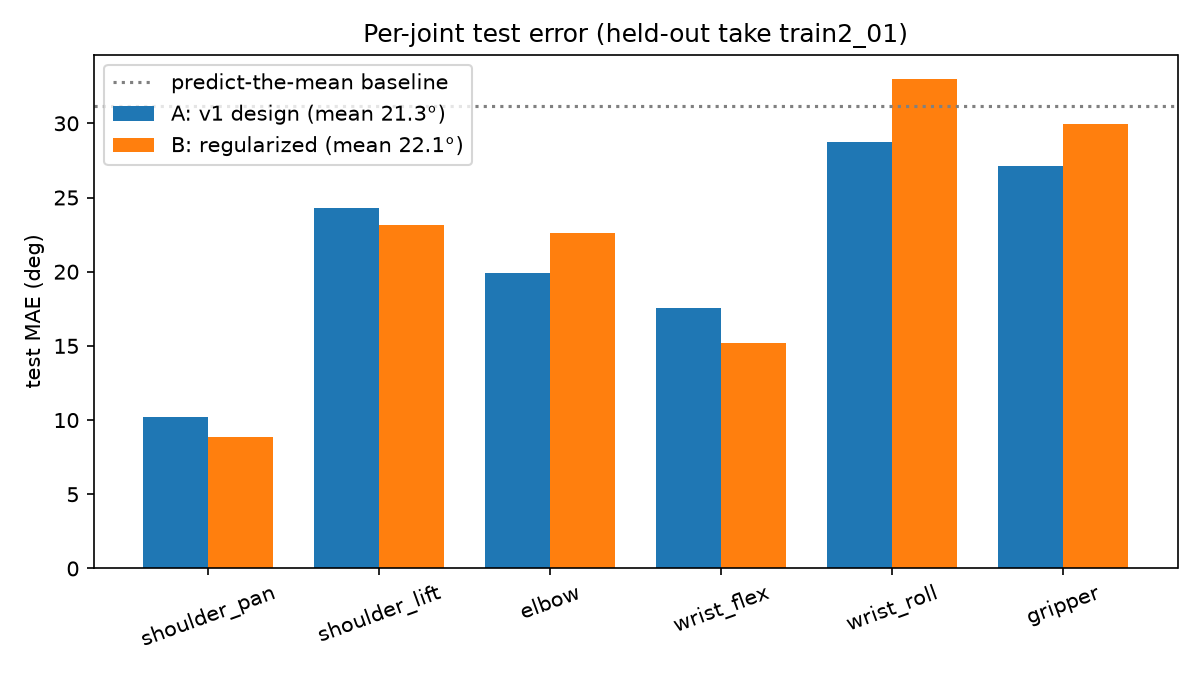 Per-joint test error (held-out take train2_01)
predict-the-mean baseline
A: v1 design (mean 21.3°)
B: regularized (mean 22.1°)
test MAE (deg)
30
25
20
15
10
5
0
shoulder_pan
shoulder_lift
elbow
wrist_flex
wrist_roll
gripper